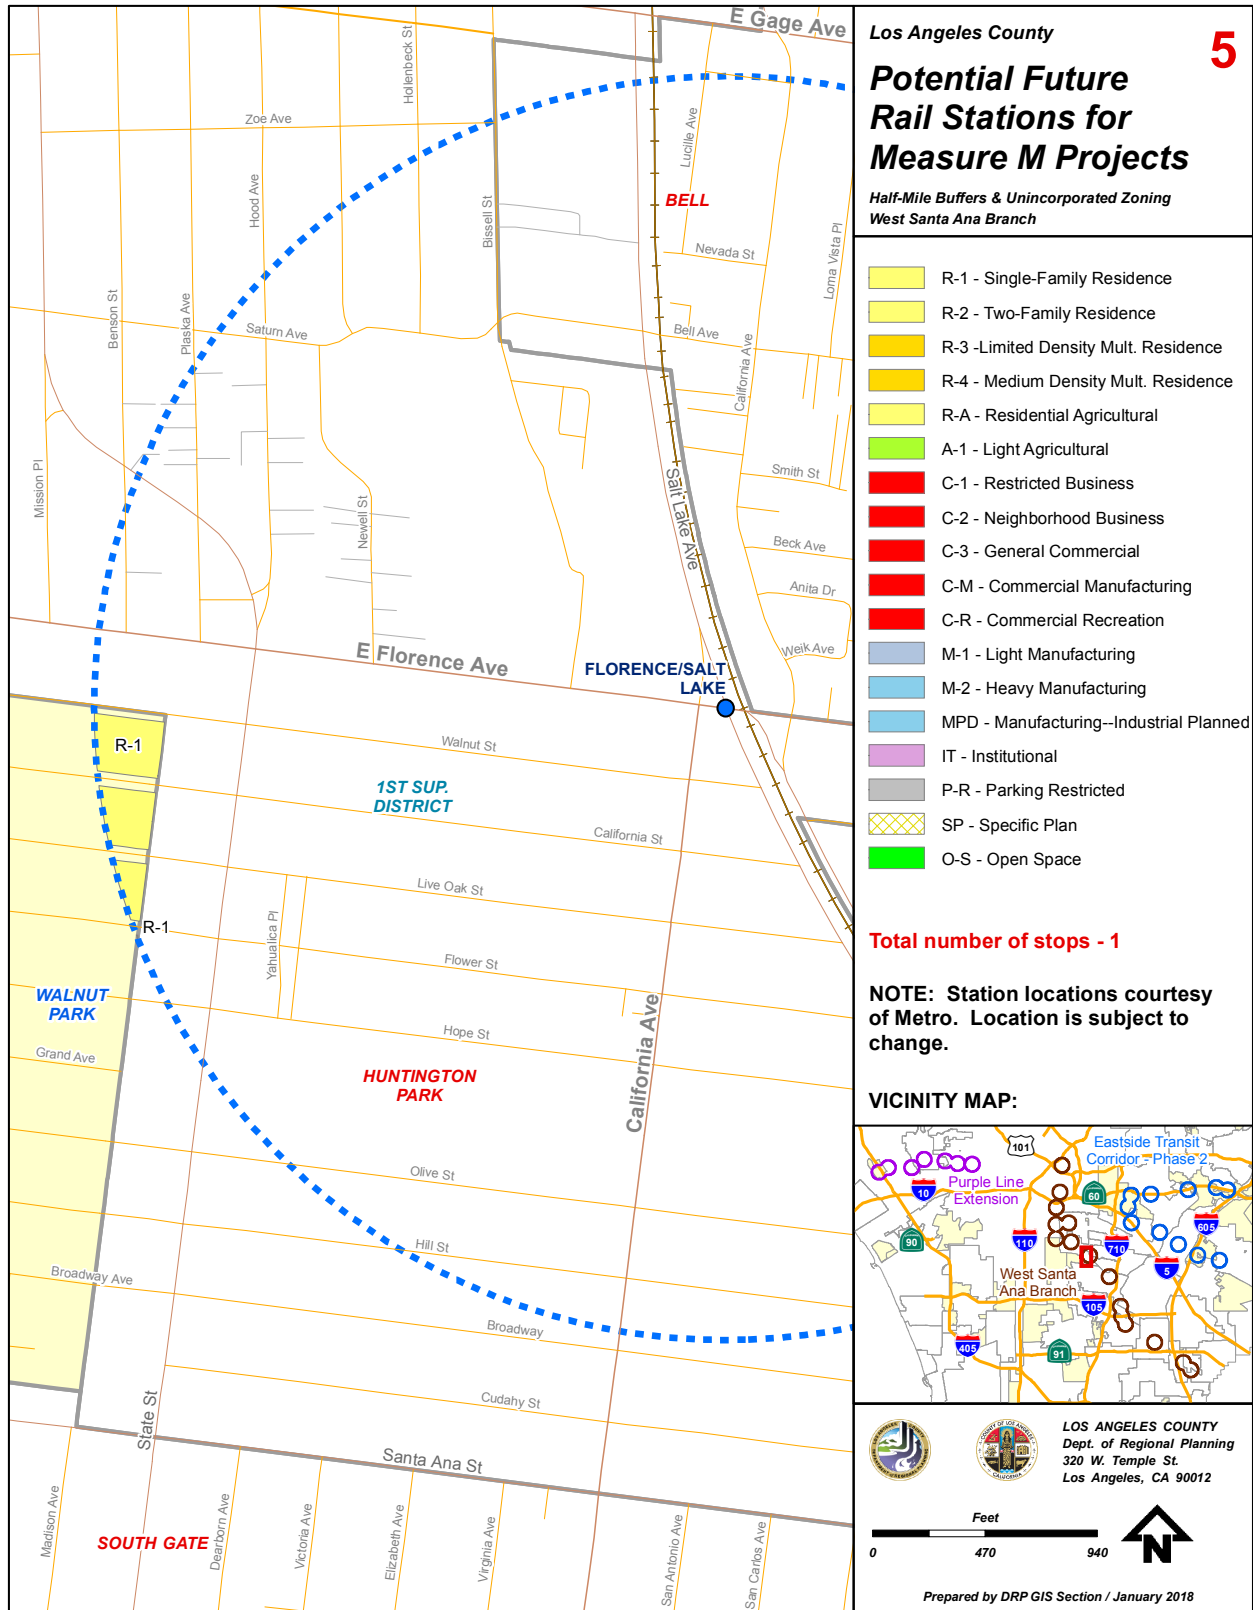 Los Angeles County
5
Potential Future
Rail Stations for
Measure M Projects
Half-Mile Buffers & Unincorporated Zoning
West Santa Ana Branch
R-1 - Single-Family Residence
R-2 - Two-Family Residence
R-3 -Limited Density Mult. Residence
R-4 - Medium Density Mult. Residence
R-A - Residential Agricultural
A-1 - Light Agricultural
C-1 - Restricted Business
C-2 - Neighborhood Business
C-3 - General Commercial
C-M - Commercial Manufacturing
C-R - Commercial Recreation
M-1 - Light Manufacturing
M-2 - Heavy Manufacturing
MPD - Manufacturing--Industrial Planned
IT - Institutional
P-R - Parking Restricted
SP - Specific Plan
O-S - Open Space
Total number of stops - 1
NOTE: Station locations courtesy
of Metro. Location is subject to
change.
VICINITY MAP:
101
Eastside Transit
Corridor - Phase 2
Purple Line
Extension
10
60
605
90
110
710
5
West Santa
Ana Branch
105
405
91
LOS ANGELES COUNTY
Dept. of Regional Planning
320 W. Temple St.
Los Angeles, CA 90012
Feet
0
470
940
N
Prepared by DRP GIS Section / January 2018
E Gage Ave
Hollenbeck St
Zoe Ave
Lucille Ave
Hood Ave
BELL
Bissell St
Nevada St
Loma Vista Pl
Benson St
Plaska Ave
Saturn Ave
Bell Ave
California Ave
Mission Pl
Newell St
Salt Lake Ave
Smith St
Beck Ave
Anita Dr
Weik Ave
E Florence Ave
FLORENCE/SALT
LAKE
R-1
Walnut St
1ST SUP.
DISTRICT
California St
Live Oak St
R-1
Yahualica Pl
Flower St
WALNUT
PARK
Hope St
Grand Ave
California Ave
HUNTINGTON
PARK
Olive St
Hill St
Broadway Ave
Broadway
Cudahy St
State St
Santa Ana St
Madison Ave
SOUTH GATE
Dearborn Ave
Victoria Ave
Elizabeth Ave
Virginia Ave
San Antonio Ave
San Carlos Ave